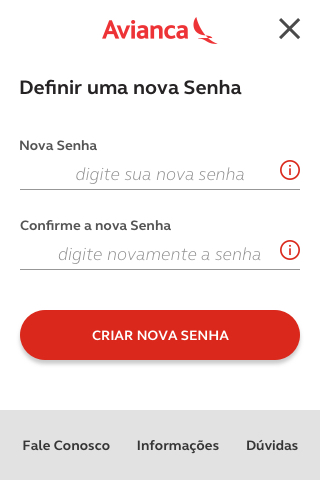 Avianca
Definir uma nova Senha
Nova Senha
digite sua nova senha
Confirme a nova Senha
digite novamente a senha
CRIAR NOVA SENHA
Fale Conosco Informações Dúvidas